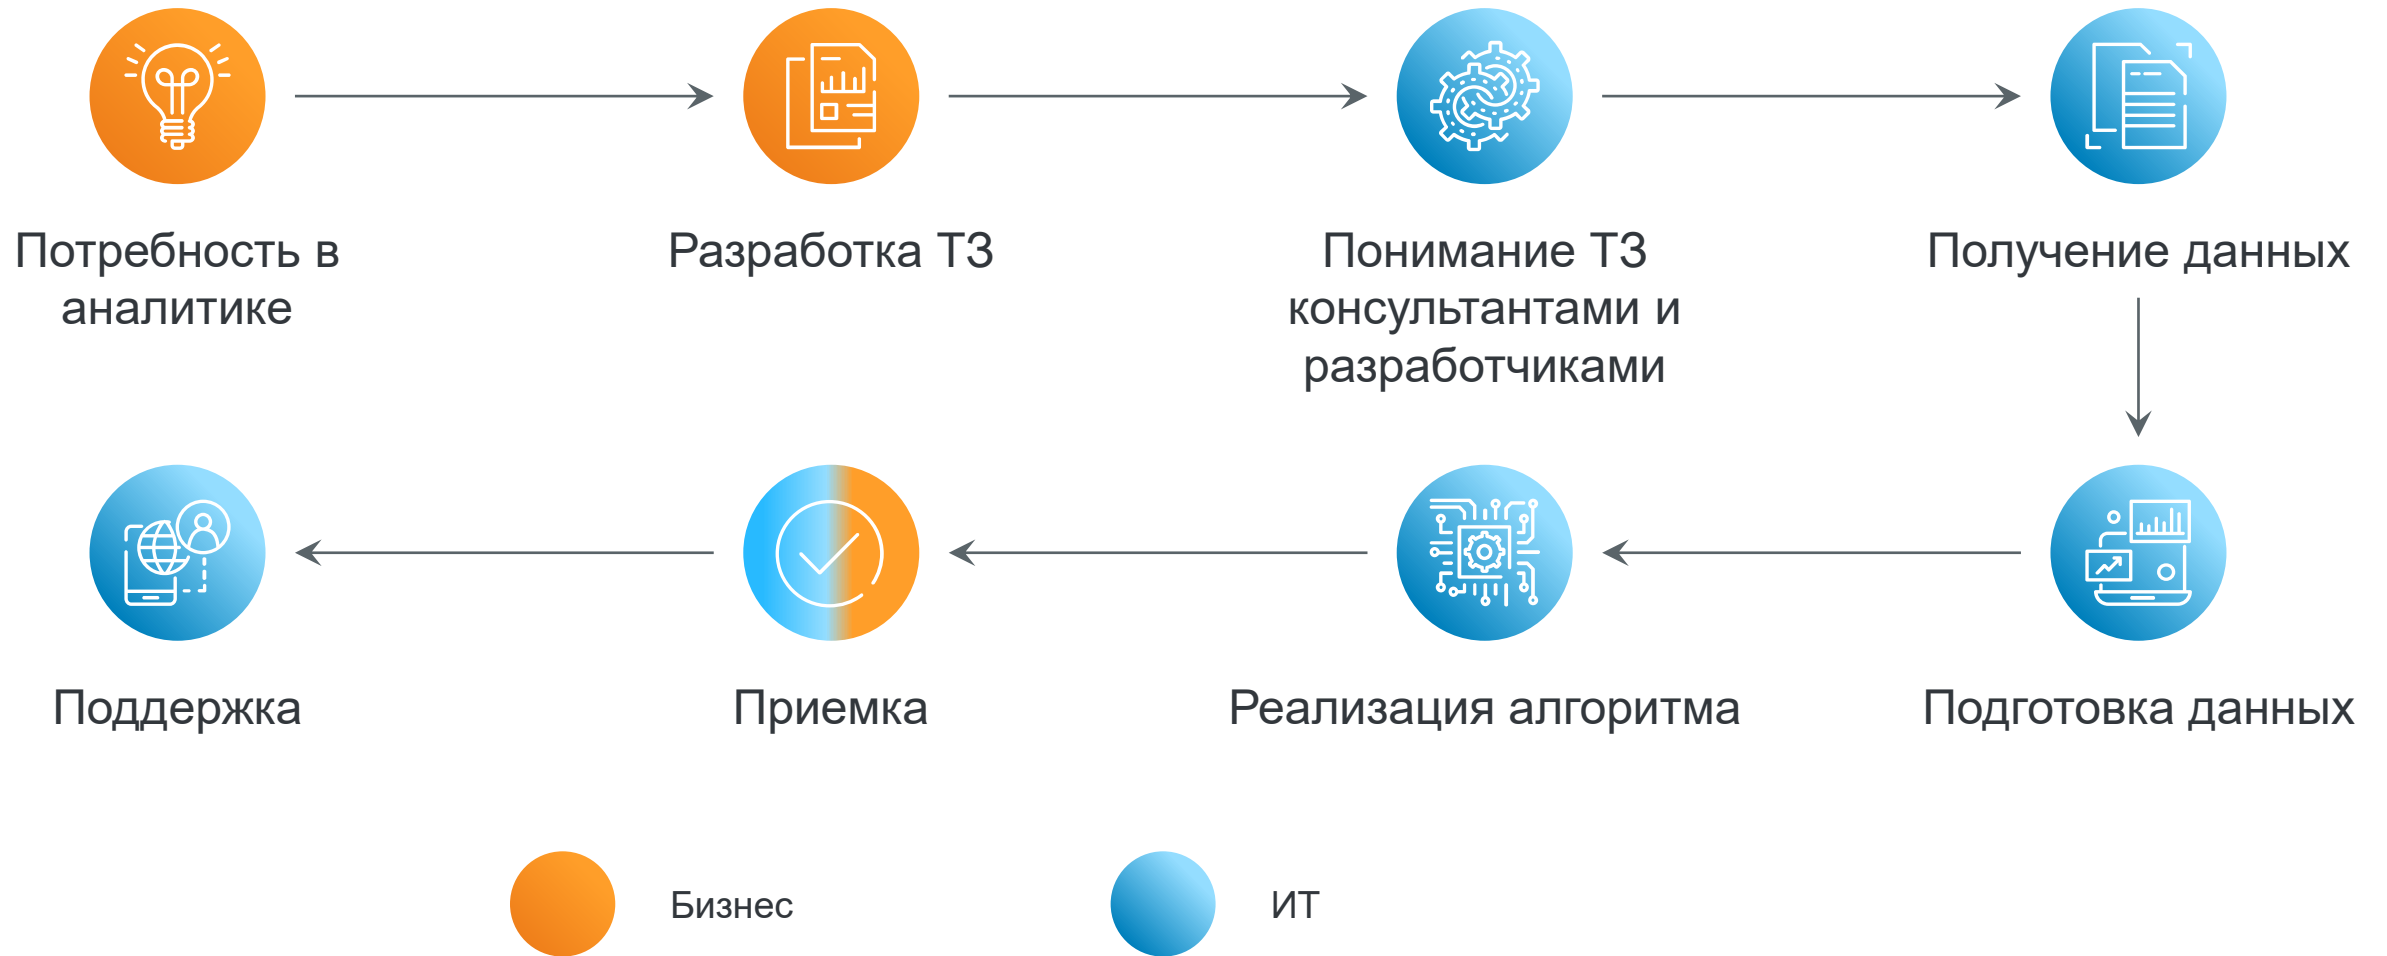 Потребность в
аналитике
Разработка ТЗ
Понимание ТЗ
консультантами и
разработчиками
Получение данных
Поддержка
Приемка
Реализация алгоритма
Подготовка данных
Бизнес
ИТ